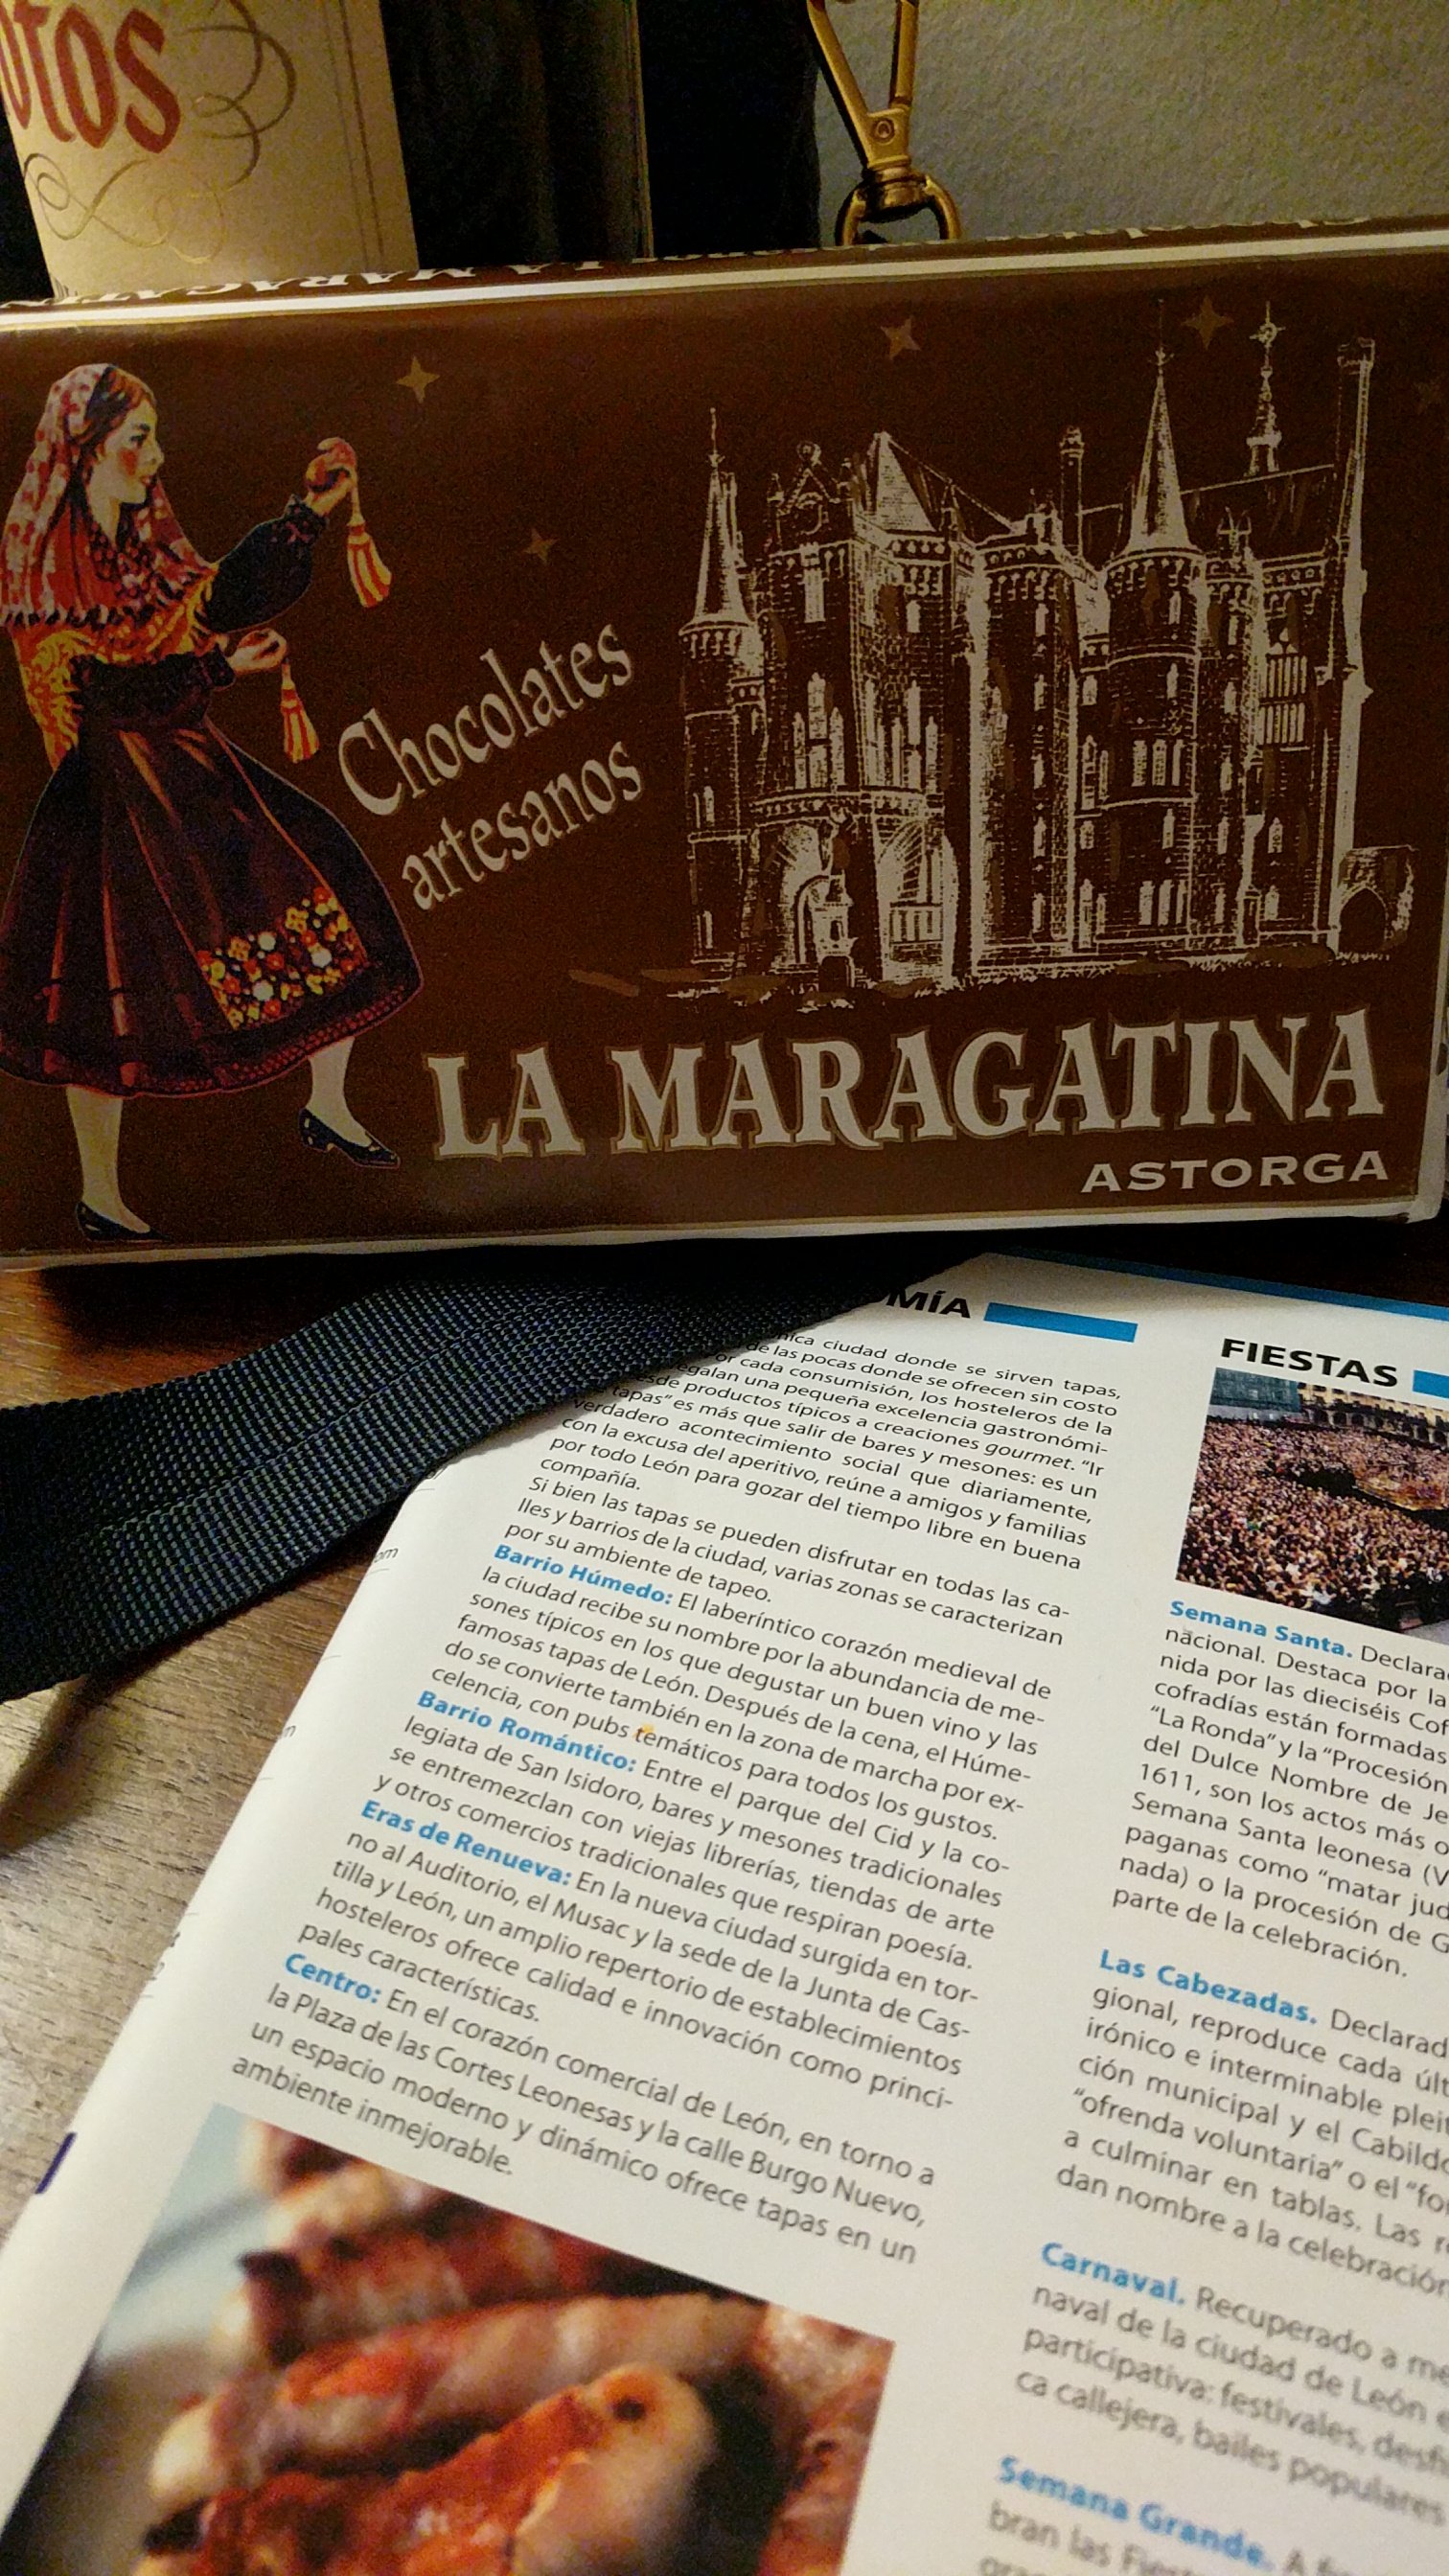 otos
Chocolates
artesanos
LA MARAGATINA
ASTORGA
ciudad donde se sirven tapas,
de las pocas donde se ofrecen sin costo
cada consumisión, los hosteleros de la
una pequeña excelencia gastronómi-
productos típicos a creaciones gourmet. “Ir
tapas” es más que salir de bares y mesones: es un
verdadero acontecimiento social que diariamente,
con la excusa del aperitivo, reúne a amigos y familias
por todo León para gozar del tiempo libre en buena
compañía.
Si bien las tapas se pueden disfrutar en todas las ca-
lles y barrios de la ciudad, varias zonas se caracterizan
por su ambiente de tapeo.
Barrio Húmedo: El laberíntico corazón medieval de
la ciudad recibe su nombre por la abundancia de me-
sones típicos en los que degustar un buen vino y las
famosas tapas de León. Después de la cena, el Húme-
do se convierte también en la zona de marcha por ex-
celencia, con pubs temáticos para todos los gustos.
Barrio Romántico: Entre el parque del Cid y la co-
legiata de San Isidoro, bares y mesones tradicionales
se entremezclan con viejas librerías, tiendas de arte
y otros comercios tradicionales que respiran poesía.
Eras de Renueva: En la nueva ciudad surgida en tor-
no al Auditorio, el Musac y la sede de la Junta de Cas-
tilla y León, un amplio repertorio de establecimientos
hosteleros ofrece calidad e innovación como princi-
pales características.
Centro: En el corazón comercial de León, en torno a
la Plaza de las Cortes Leonesas y la calle Burgo Nuevo,
un espacio moderno y dinámico ofrece tapas en un
ambiente inmejorable.
FIESTAS
Semana Santa. Declara
nacional. Destaca por la
nida por las dieciséis Cof
cofradías están formadas
“La Ronda” y la “Procesión
del Dulce Nombre de Je
1611, son los actos más
Semana Santa leonesa (V
paganas como “matar jud
nada) o la procesión de G
parte de la celebración.
Las Cabezadas. Declarad
gional, reproduce cada últ
irónico e interminable pleit
ción municipal y el Cabildo
“ofrenda voluntaria” o el “fo
a culminar en tablas. Las
dan nombre a la celebración
Carnaval. Recuperado a me
naval de la ciudad de León
participativa: festivales, desfi
ca callejera, bailes populares
Semana Grande. A
bran las Fies